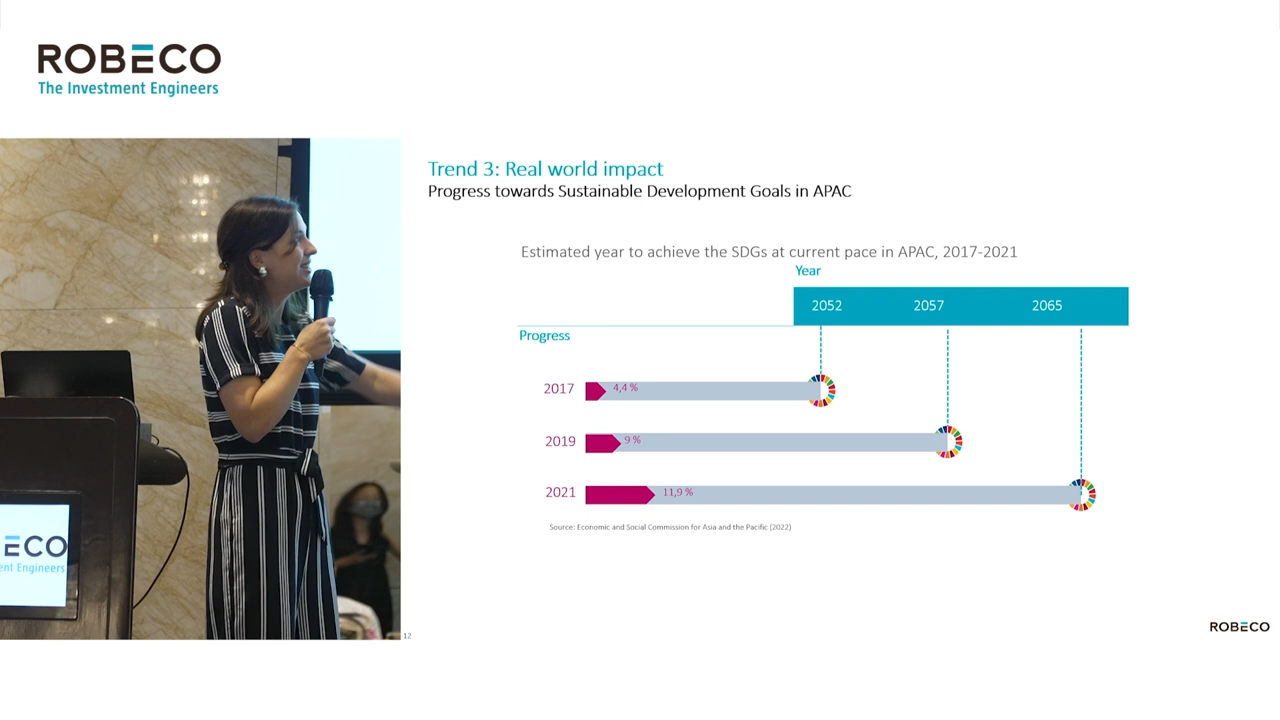 ROBECO
The Investment Engineers
Trend 3: Real world impact
Progress towards Sustainable Development Goals in APAC
Estimated year to achieve the SDGs at current pace in APAC, 2017-2021
Year
2052 2057 2065
Progress
2017 4,4 %
2019 9 %
2021 11,9 %
Source: Economic and Social Commission for Asia and the Pacific (2022)
ECO
ent Engineers
12
ROBECO